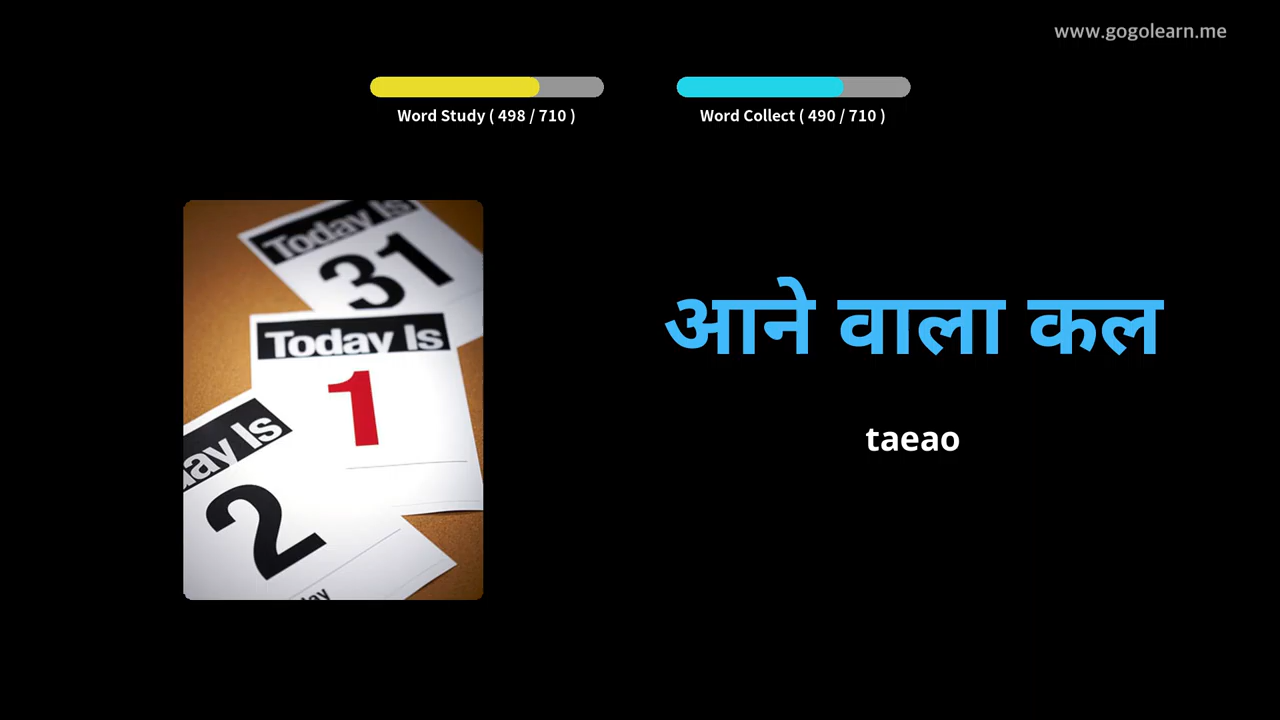 www.gogolearn.me
Word Study ( 498 / 710 )
Word Collect ( 490 / 710 )
Today Is
31
Today Is
1
ay Is
2
आने वाला कल
taeao